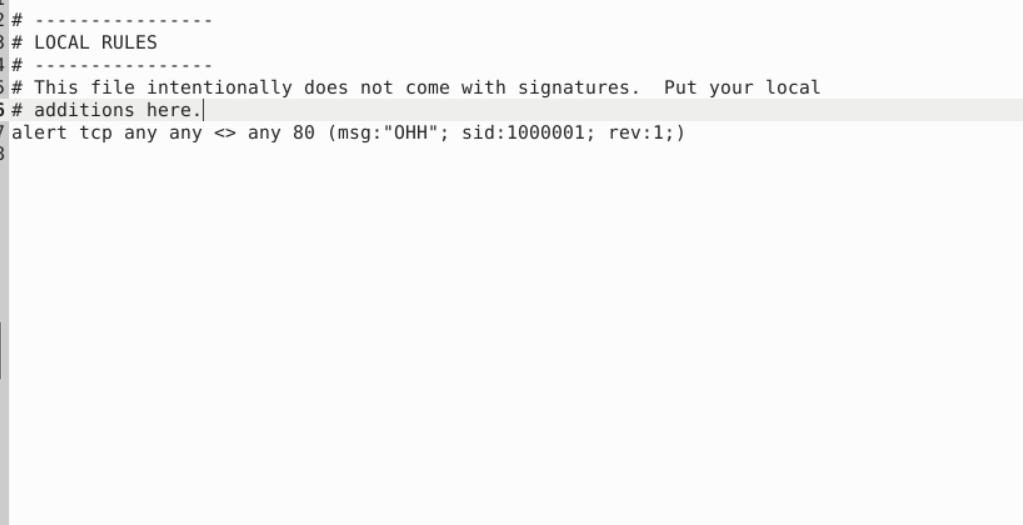 2 # ----------------
3 # LOCAL RULES
4 # ----------------
5 # This file intentionally does not come with signatures.  Put your local
6 # additions here.
7 alert tcp any any <> any 80 (msg:"OHH"; sid:1000001; rev:1;)
8